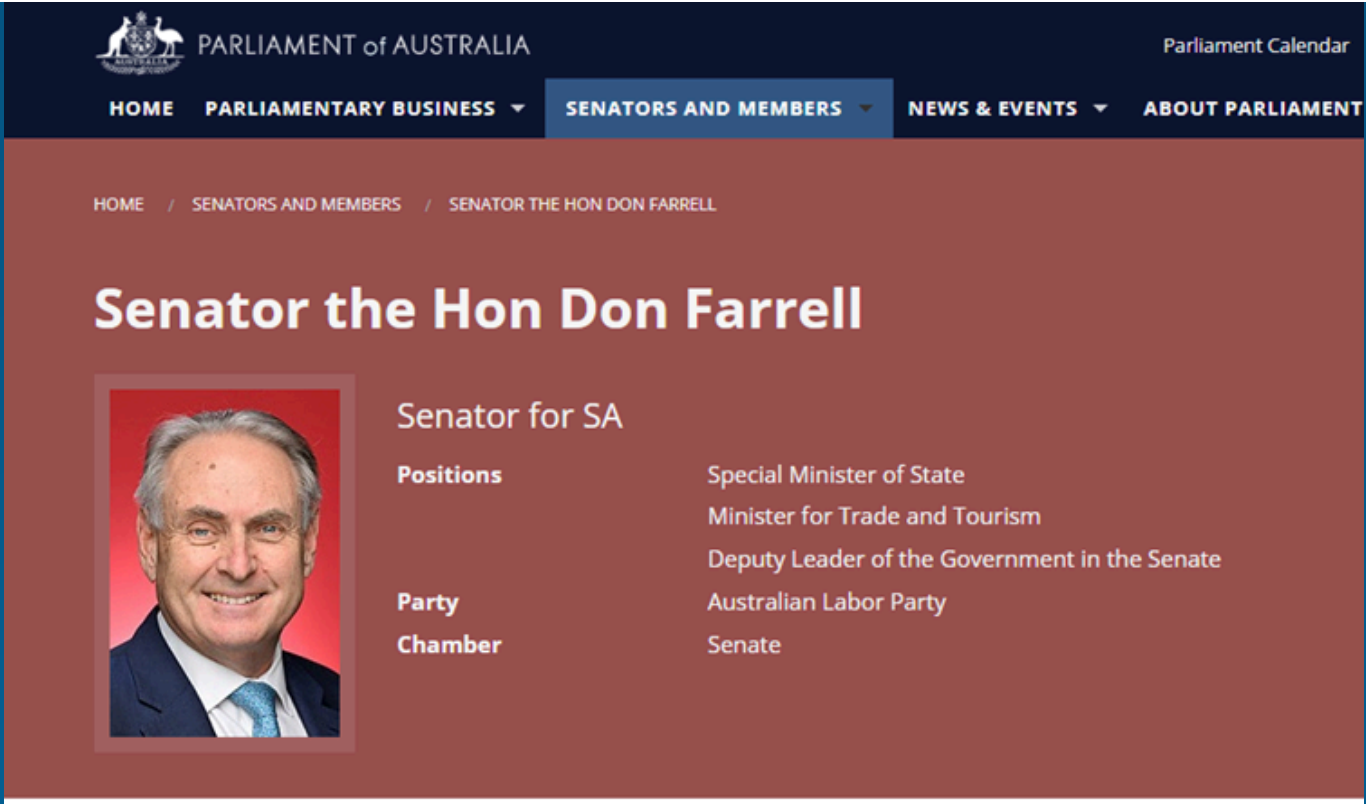 PARLIAMENT of AUSTRALIA
Parliament Calendar
HOME PARLIAMENTARY BUSINESS SENATORS AND MEMBERS NEWS & EVENTS ABOUT PARLIAMENT
HOME / SENATORS AND MEMBERS / SENATOR THE HON DON FARRELL
Senator the Hon Don Farrell
Senator for SA
Positions Special Minister of State
Minister for Trade and Tourism
Deputy Leader of the Government in the Senate
Party Australian Labor Party
Chamber Senate